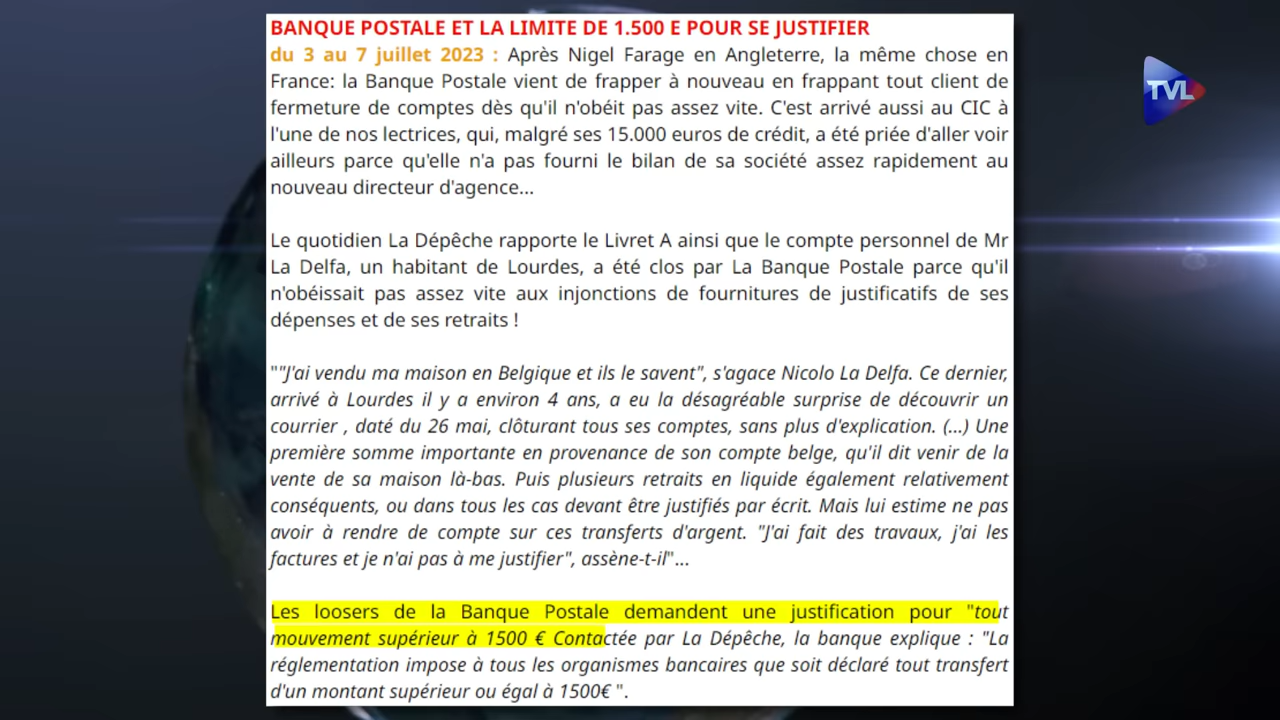 BANQUE POSTALE ET LA LIMITE DE 1.500 E POUR SE JUSTIFIER
du 3 au 7 juillet 2023 : Après Nigel Farage en Angleterre, la même chose en
France: la Banque Postale vient de frapper à nouveau en frappant tout client de
fermeture de comptes dès qu'il n'obéit pas assez vite. C'est arrivé aussi au CIC à
l'une de nos lectrices, qui, malgré ses 15.000 euros de crédit, a été priée d'aller voir
ailleurs parce qu'elle n'a pas fourni le bilan de sa société assez rapidement au
nouveau directeur d'agence...
Le quotidien La Dépêche rapporte le Livret A ainsi que le compte personnel de Mr
La Delfa, un habitant de Lourdes, a été clos par La Banque Postale parce qu'il
n'obéissait pas assez vite aux injonctions de fournitures de justificatifs de ses
dépenses et de ses retraits !
""J'ai vendu ma maison en Belgique et ils le savent", s'agace Nicolo La Delfa. Ce dernier,
arrivé à Lourdes il y a environ 4 ans, a eu la désagréable surprise de découvrir un
courrier , daté du 26 mai, clôturant tous ses comptes, sans plus d'explication. (...) Une
première somme importante en provenance de son compte belge, qu'il dit venir de la
vente de sa maison là-bas. Puis plusieurs retraits en liquide également relativement
conséquents, ou dans tous les cas devant être justifiés par écrit. Mais lui estime ne pas
avoir à rendre de compte sur ces transferts d'argent. "J'ai fait des travaux, j'ai les
factures et je n'ai pas à me justifier", assène-t-il"...
Les loosers de la Banque Postale demandent une justification pour "tout
mouvement supérieur à 1500 € Contactée par La Dépêche, la banque explique : "La
réglementation impose à tous les organismes bancaires que soit déclaré tout transfert
d'un montant supérieur ou égal à 1500€ ".
TVL